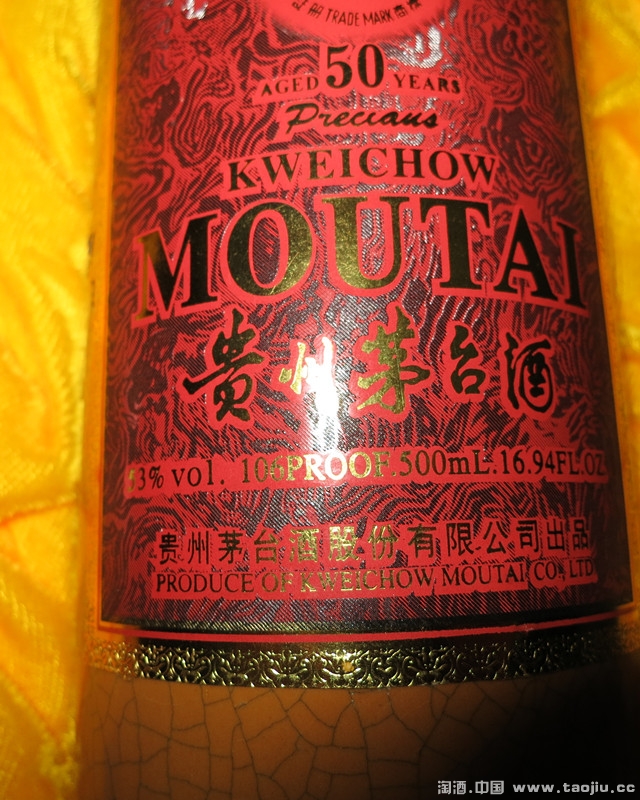 TRADE MARK
AGED 50 YEARS
Precious
KWEICHOW
MOUTAI
贵州茅台酒
53% vol. 106PROOF.500mL.16.94FL.OZ
贵州茅台酒股份有限公司出品
PRODUCE OF KWEICHOW MOUTAI CO., LTD
淘酒.中国 www.taojiu.cc